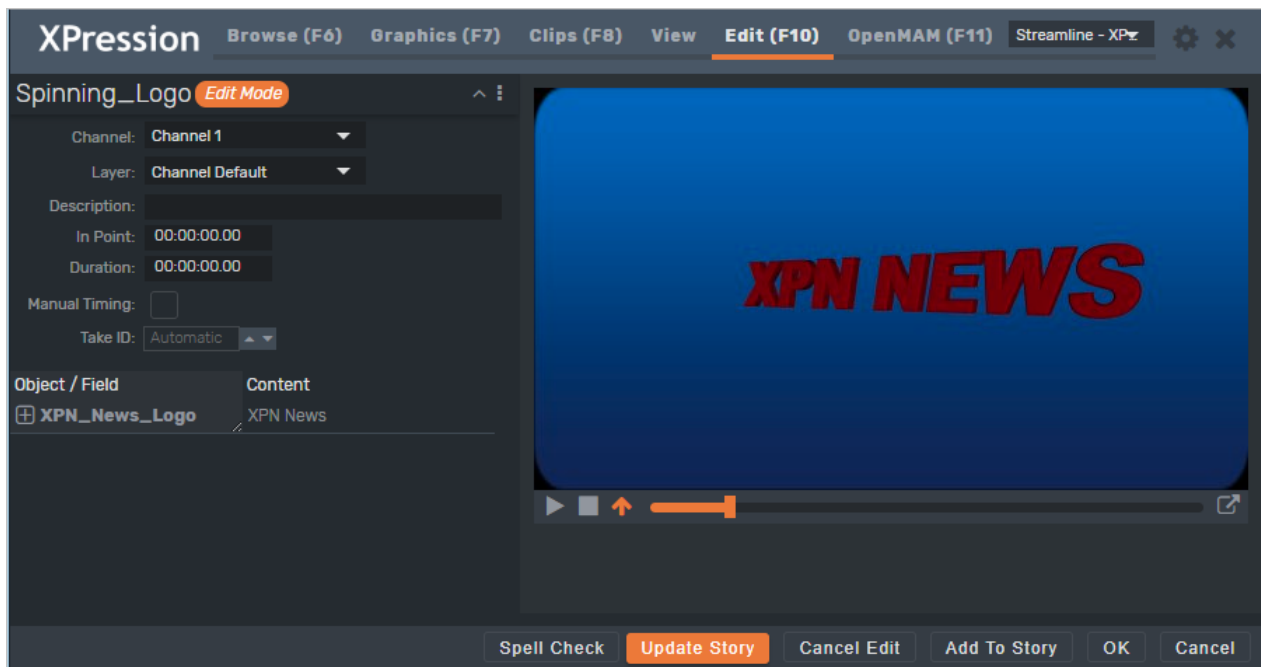 XPression Browse (F6) Graphics (F7) Clips (F8) View Edit (F10) OpenMAM (F11) Streamline - XP
Spinning_Logo Edit Mode
Channel: Channel 1
Layer: Channel Default
Description:
In Point: 00:00:00.00
Duration: 00:00:00.00
Manual Timing:
Take ID: Automatic
Object / Field Content
XPN_News_Logo XPN News
XPN NEWS
Spell Check Update Story Cancel Edit Add To Story OK Cancel